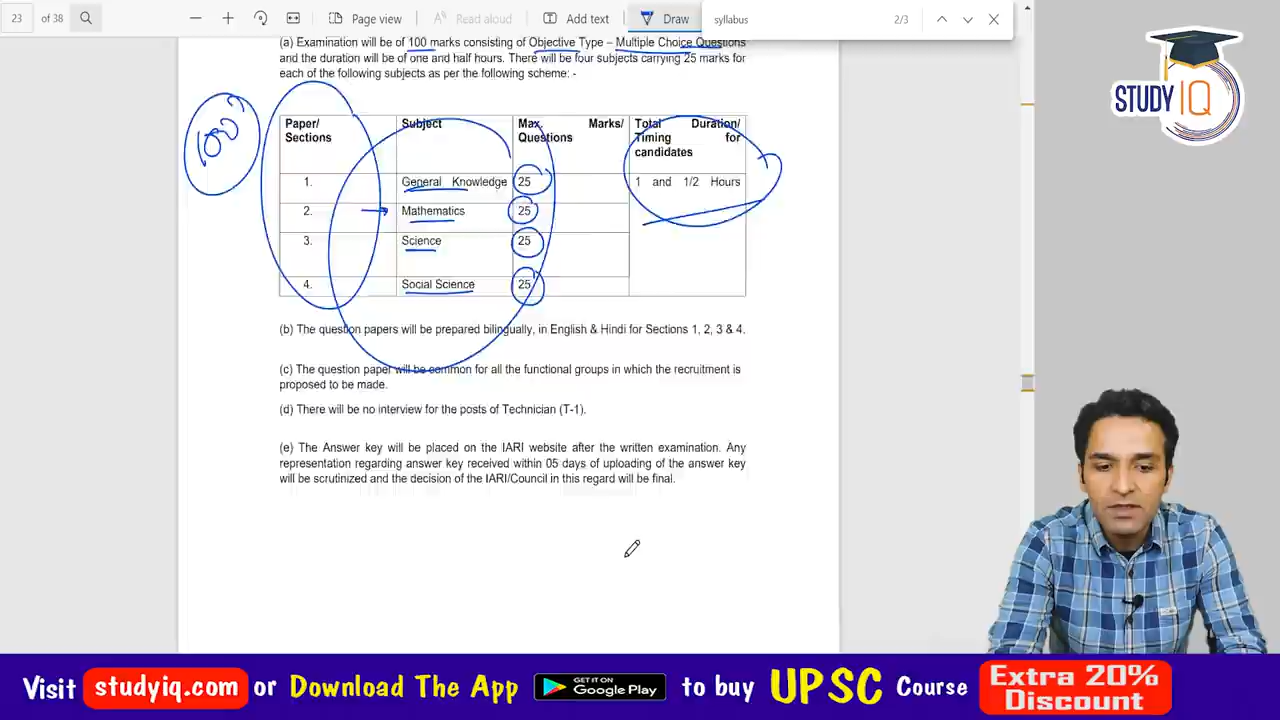 23 of 38 Page view Read aloud Add text Draw syllabus 2/3
(a) Examination will be of 100 marks consisting of Objective Type – Multiple Choice Questions
and the duration will be of one and half hours. There will be four subjects carrying 25 marks for
each of the following subjects as per the following scheme: -
STUDY IQ
100
Paper/ Subject Max. Marks/ Total Duration/
Sections Questions Timing for
candidates
1. General Knowledge 25 1 and 1/2 Hours
2. Mathematics 25
3. Science 25
4. Social Science 25
(b) The question papers will be prepared bilingually, in English & Hindi for Sections 1, 2, 3 & 4.
(c) The question paper will be common for all the functional groups in which the recruitment is
proposed to be made.
(d) There will be no interview for the posts of Technician (T-1).
(e) The Answer key will be placed on the IARI website after the written examination. Any
representation regarding answer key received within 05 days of uploading of the answer key
will be scrutinized and the decision of the IARI/Council in this regard will be final.
Visit studyiq.com or Download The App GET IT ON Google Play to buy UPSC Course Extra 20% Discount